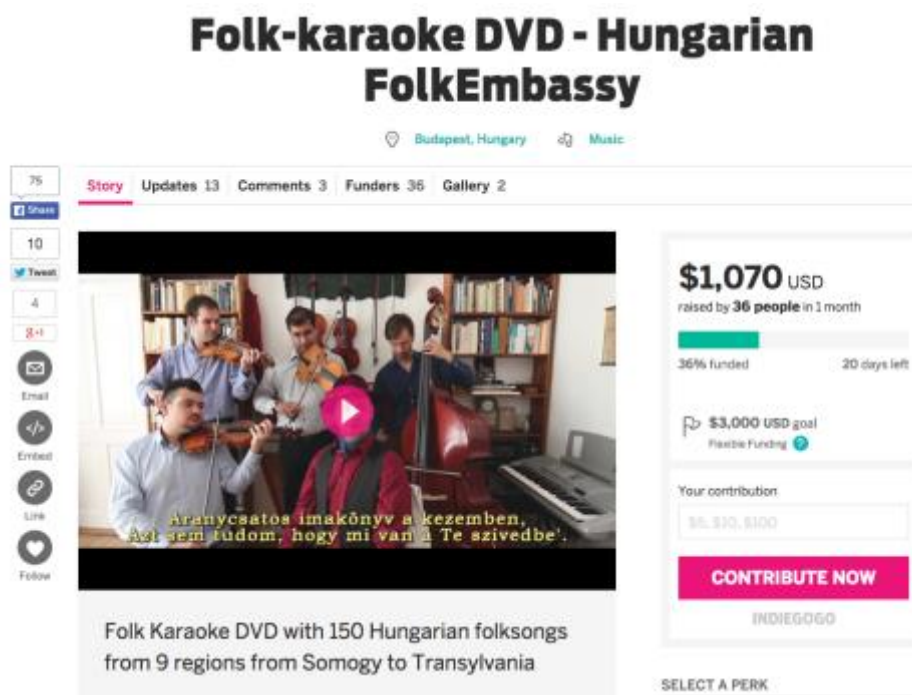 Folk-karaoke DVD - Hungarian
FolkEmbassy
Budapest, Hungary Music
75
Share
10
Tweet
4
g+1
Email
Embed
Link
Follow
Story Updates 13 Comments 3 Funders 36 Gallery 2
Aranycsatos imakönyv a kezemben,
Azt sem tudom, hogy mi van a Te szívedbe'.
Folk Karaoke DVD with 150 Hungarian folksongs
from 9 regions from Somogy to Transylvania
$1,070 USD
raised by 36 people in 1 month
36% funded 20 days left
$3,000 USD goal
Flexible Funding ?
Your contribution
$5, $10, $100
CONTRIBUTE NOW
INDIEGOGO
SELECT A PERK